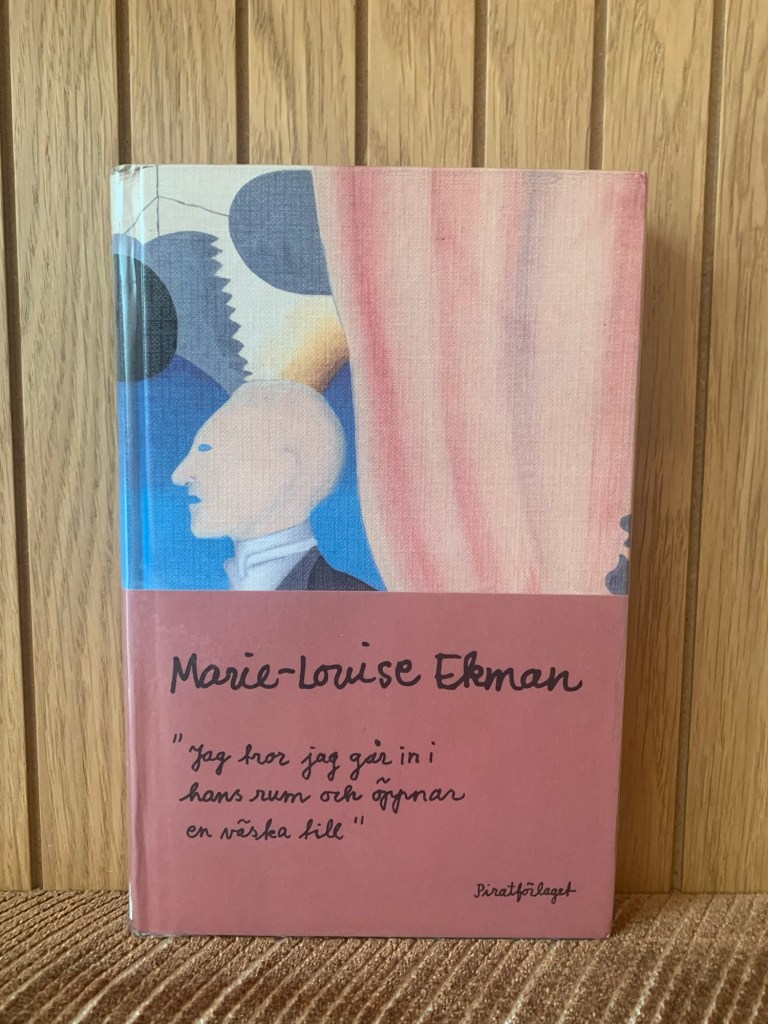 Marie-Louise Ekman
"Jag tror jag går in i
hans rum och öppnar
en väska till"
Piratförlaget